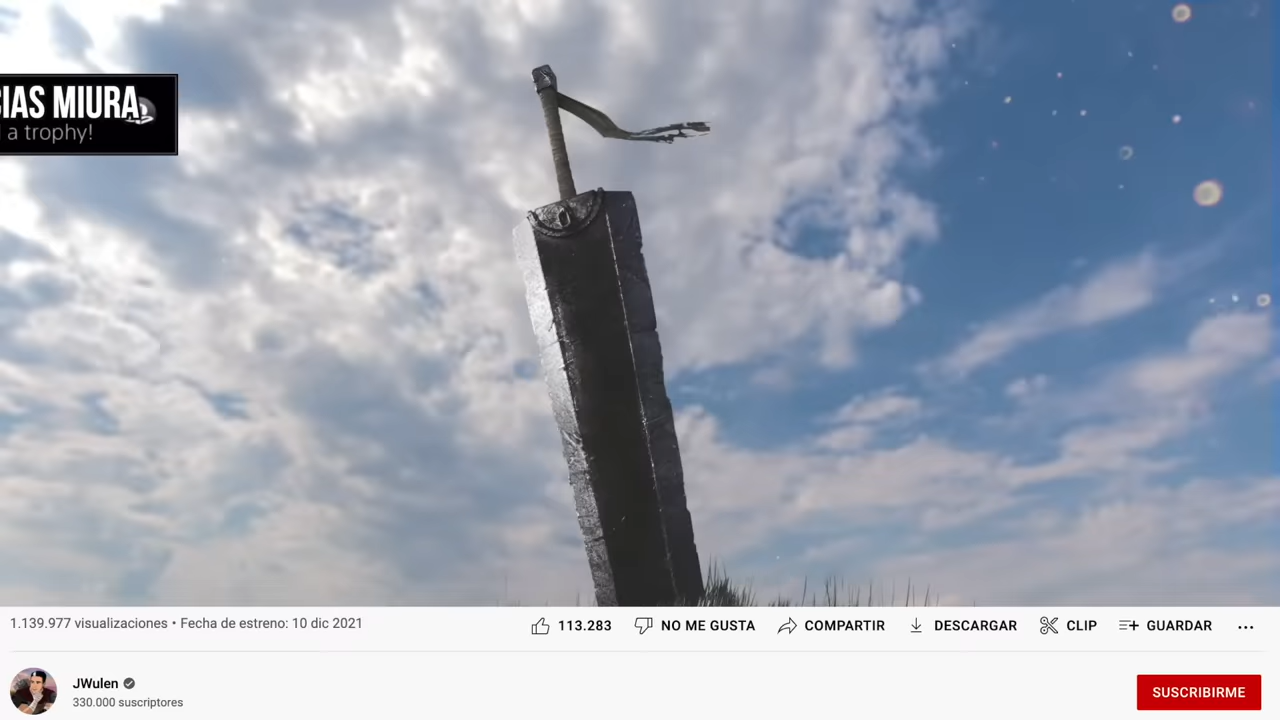 CIAS MIURA
a trophy!
1.139.977 visualizaciones • Fecha de estreno: 10 dic 2021
113.283 NO ME GUSTA COMPARTIR DESCARGAR CLIP GUARDAR ...
JWulen
330.000 suscriptores
SUSCRIBIRME